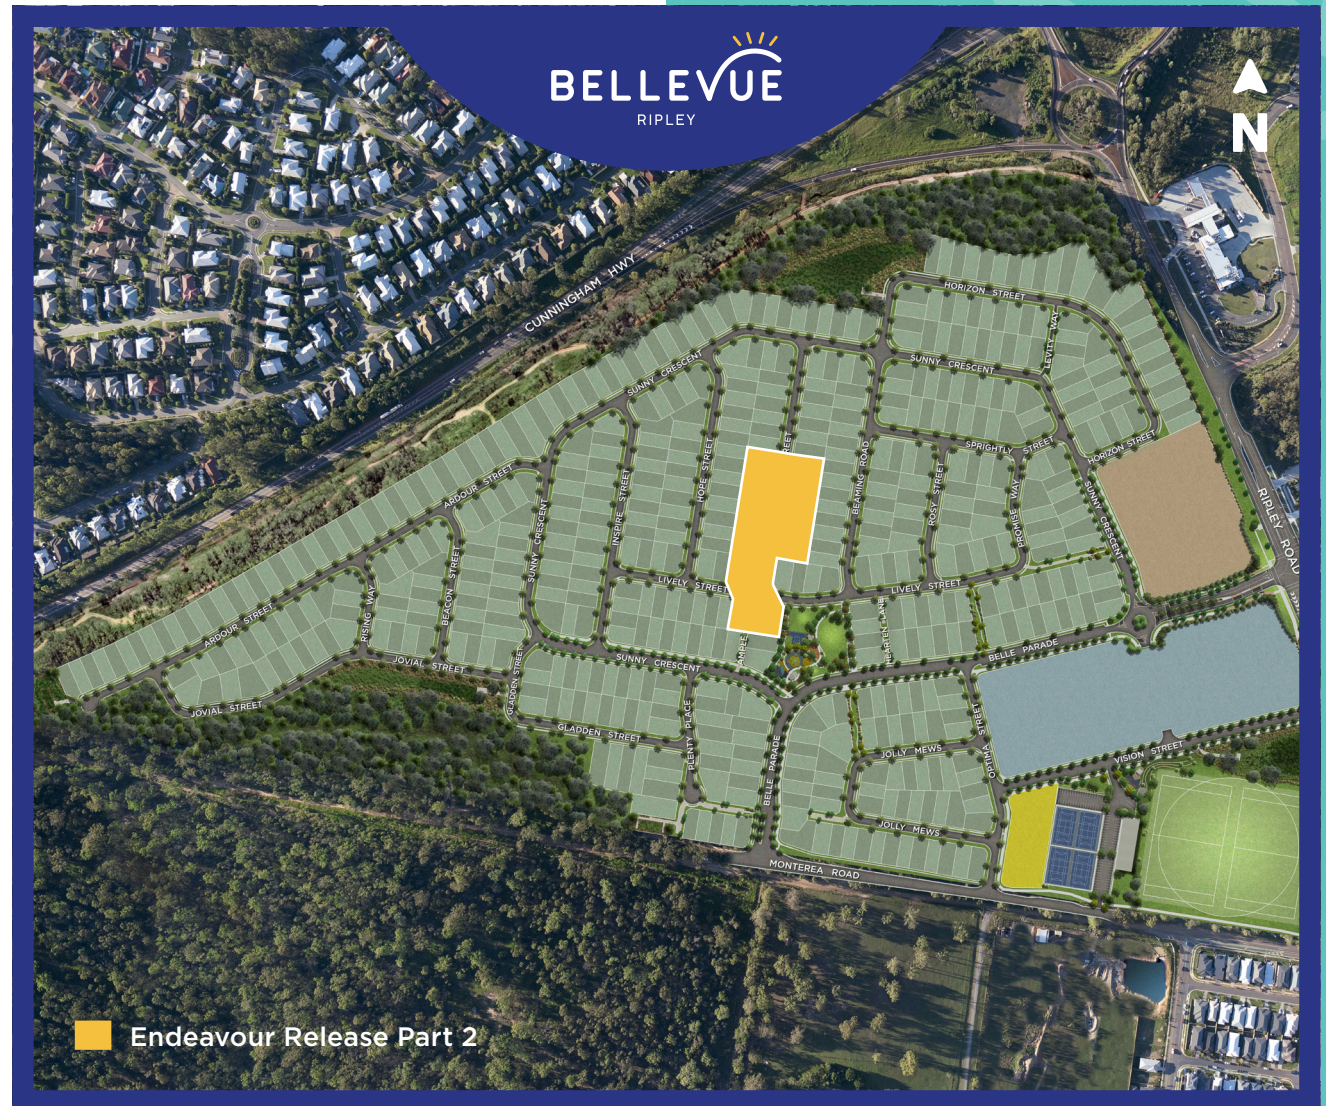 BELLEVUE
RIPLEY
N
CUNNINGHAM HWY
HORIZON STREET
LEVITY WAY
SUNNY CRESCENT
SUNNY CRESCENT
SPRIGHTLY STREET
HORIZON STREET
RIPLEY ROAD
ARDOUR STREET
HOPE STREET
BEAMING ROAD
ROSY STREET
PROMISE WAY
SUNNY CRESCENT
INSPIRE STREET
SUNNY CRESCENT
BEACON STREET
RISING WAY
LIVELY STREET
LIVELY STREET
ARDOUR STREET
HEARTEN LANE
BELLE PARADE
AMPLE
SUNNY CRESCENT
JOVIAL STREET
JOVIAL STREET
GLADDEN STREET
GLADDEN STREET
PLENTY PLACE
BELLE PARADE
JOLLY MEWS
OPTIMA STREET
VISION STREET
JOLLY MEWS
MONTEREA ROAD
Endeavour Release Part 2